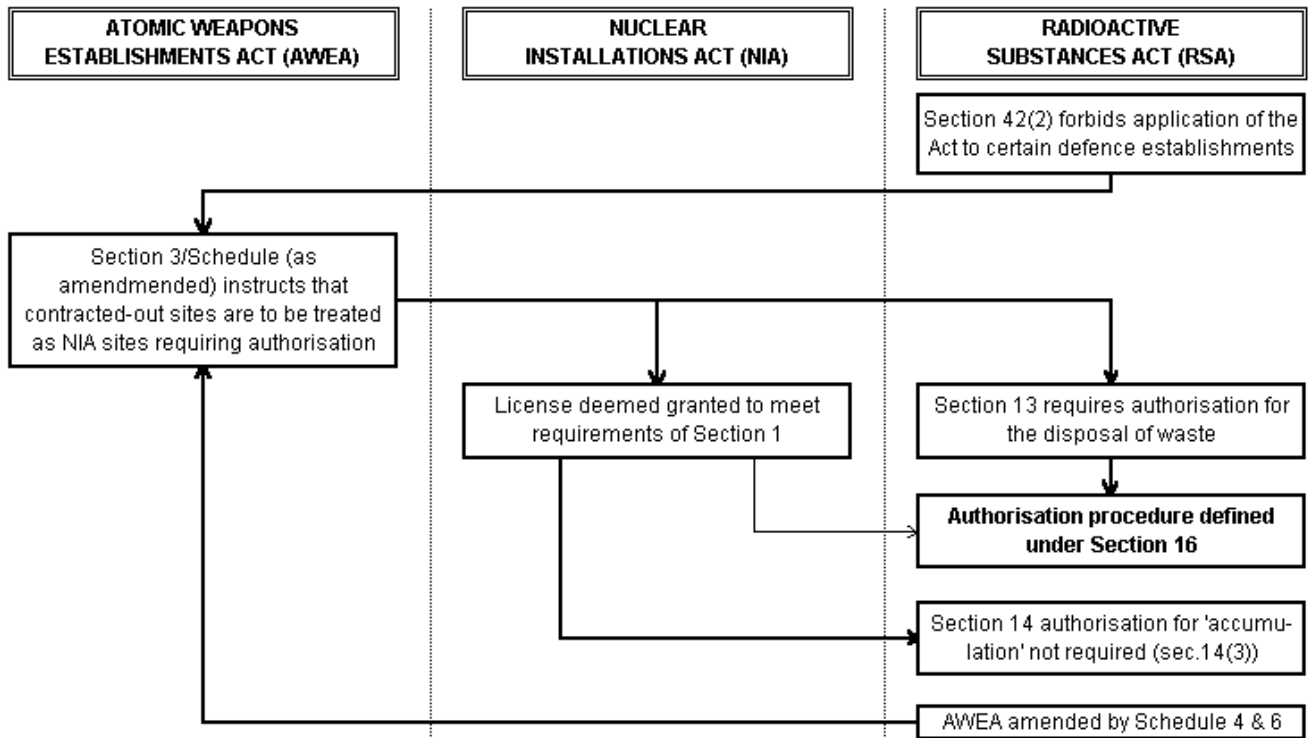 ATOMIC WEAPONS
ESTABLISHMENTS ACT (AWEA)
NUCLEAR
INSTALLATIONS ACT (NIA)
RADIOACTIVE
SUBSTANCES ACT (RSA)
Section 42(2) forbids application of the
Act to certain defence establishments
Section 3/Schedule (as
amendmended) instructs that
contracted-out sites are to be treated
as NIA sites requiring authorisation
License deemed granted to meet
requirements of Section 1
Section 13 requires authorisation for
the disposal of waste
Authorisation procedure defined
under Section 16
Section 14 authorisation for 'accumu-
lation' not required (sec.14(3))
AWEA amended by Schedule 4 & 6